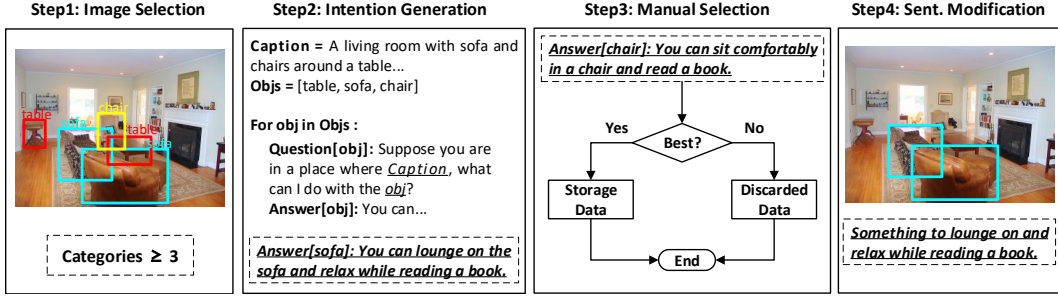 Step1: Image Selection
table
sofa
chair
table
sofa
Categories ≥ 3
Step2: Intention Generation
Caption = A living room with sofa and
chairs around a table...
Objs = [table, sofa, chair]
For obj in Objs :
Question[obj]: Suppose you are
in a place where Caption, what
can I do with the obj?
Answer[obj]: You can...
Answer[sofa]: You can lounge on the
sofa and relax while reading a book.
Step3: Manual Selection
Answer[chair]: You can sit comfortably
in a chair and read a book.
Yes
No
Best?
Storage
Data
Discarded
Data
End
Step4: Sent. Modification
Something to lounge on and
relax while reading a book.